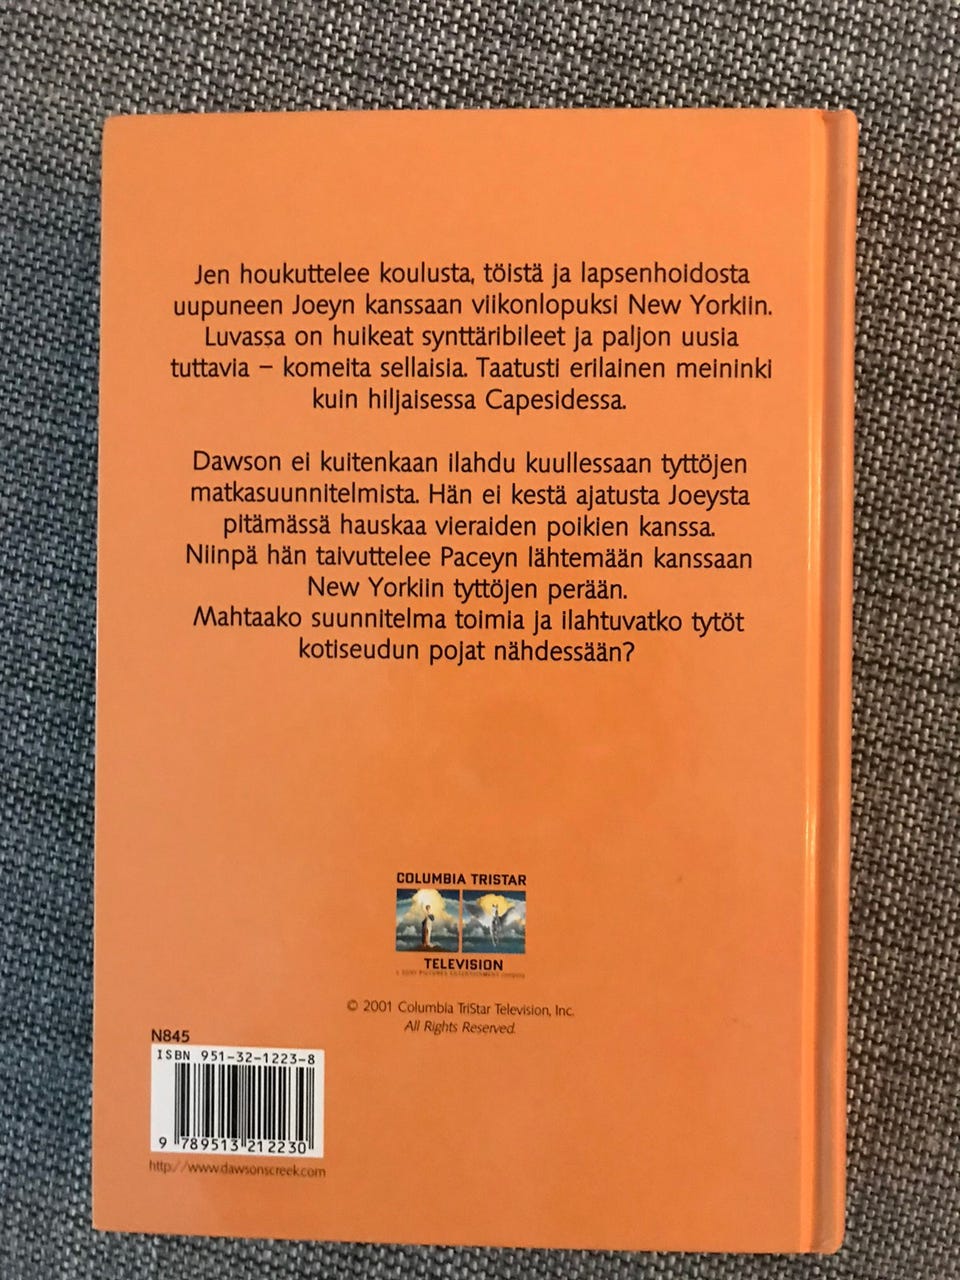 Jen houkuttelee koulusta, töistä ja lapsenhoidosta
uupuneen Joeyn kanssaan viikonlopuksi New Yorkiin.
Luvassa on huikeat synttäribileet ja paljon uusia
tuttavia – komeita sellaisia. Taatusti erilainen meininki
kuin hiljaisessa Capesidessa.
Dawson ei kuitenkaan ilahdu kuullessaan tyttöjen
matkasuunnitelmista. Hän ei kestä ajatusta Joeysta
pitämässä hauskaa vieraiden poikien kanssa.
Niinpä hän taivuttelee Paceyn lähtemään kanssaan
New Yorkiin tyttöjen perään.
Mahtaako suunnitelma toimia ja ilahtuvatko tytöt
kotiseudun pojat nähdessään?
COLUMBIA TRISTAR
TELEVISION
A SONY PICTURES ENTERTAINMENT COMPANY
© 2001 Columbia TriStar Television, Inc.
All Rights Reserved.
N845
ISBN 951-32-1223-8
9 789513 212230
http://www.dawsonscreek.com